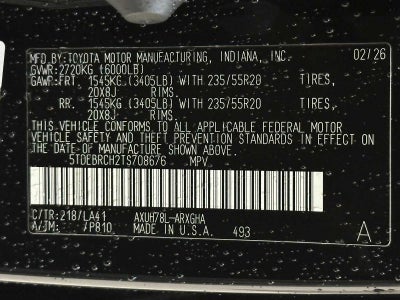 MFD.BY:TOYOTA MOTOR MANUFACTURING, INDIANA, INC. 02/26
GVWR:2720KG (6000LB)
GAWR:FRT 1545KG (3405LB) WITH 235/55R20 TIRES,
20X8J RIMS.
RR. 1545KG (3405LB) WITH 235/55R20 TIRES,
20X8J RIMS.
THIS VEHICLE CONFORMS TO ALL APPLICABLE FEDERAL MOTOR
VEHICLE SAFETY AND THEFT PREVENTION STANDARDS IN EFFECT
ON THE DATE OF MANUFACTURE SHOWN ABOVE.
5TDEBRCH2TS708676 MPV
C/TR:218/LA41 AXUH78L-ARXGHA
A/TM: /P810 MADE IN U.S.A. 493 A